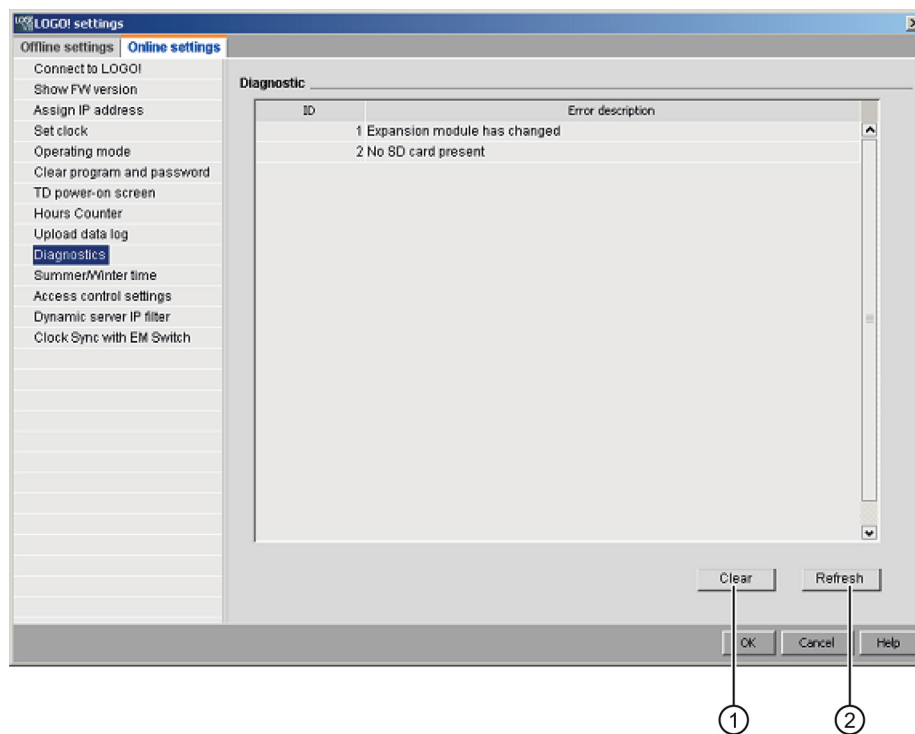 LOGO! settings
Offline settings Online settings
Connect to LOGO!
Show FW version
Assign IP address
Set clock
Operating mode
Clear program and password
TD power-on screen
Hours Counter
Upload data log
Diagnostics
Summer/Winter time
Access control settings
Dynamic server IP filter
Clock Sync with EM Switch
Diagnostic
ID Error description
1 Expansion module has changed
2 No SD card present
Clear Refresh
OK Cancel Help
1 2